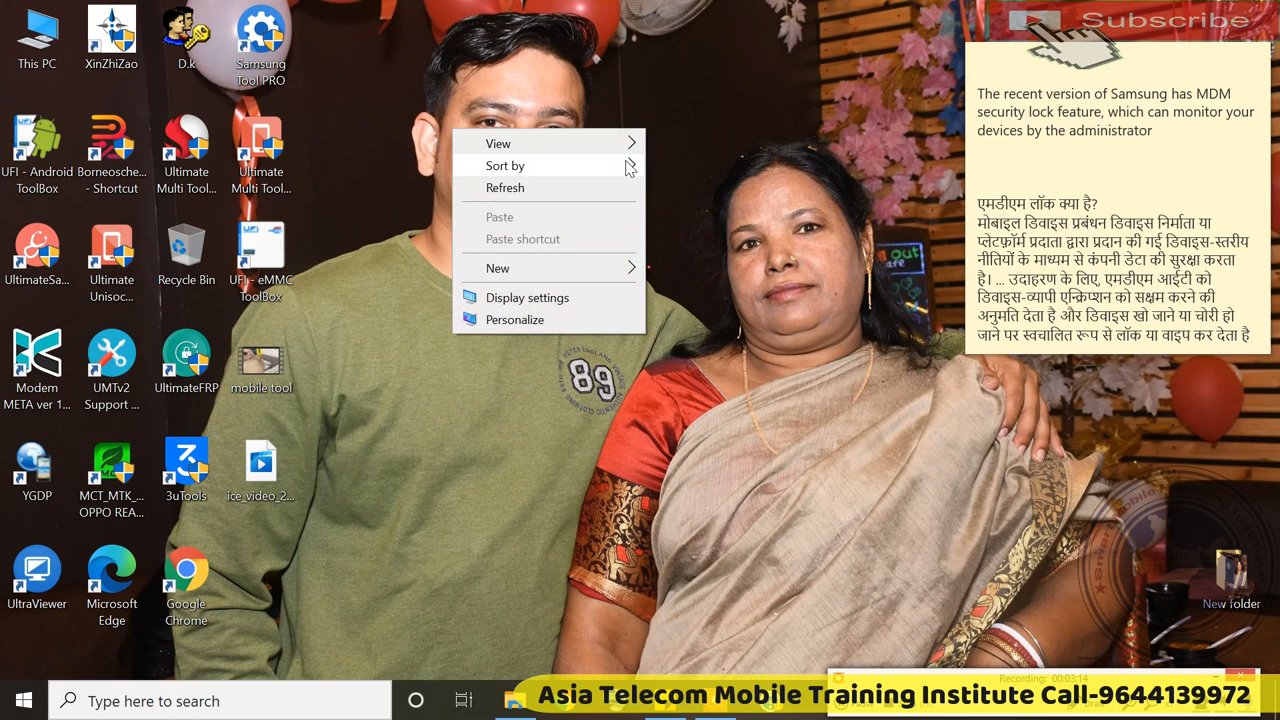 This PC
XinZhiZao
D.k
Samsung
Tool PRO
UFI - Android
ToolBox
Borneosche...
- Shortcut
Ultimate
Multi Tool...
Ultimate
Multi Tool...
UltimateSa...
Ultimate
Unisoc...
Recycle Bin
UFI - eMMC
ToolBox
Modem
META ver 1...
UMTv2
Support ...
UltimateFRP
mobile tool
YGDP
MCT_MTK_...
OPPO REA...
3uTools
ice_video_2...
UltraViewer
Microsoft
Edge
Google
Chrome
View
Sort by
Refresh
Paste
Paste shortcut
New
Display settings
Personalize
89
Subscribe
The recent version of Samsung has MDM
security lock feature, which can monitor your
devices by the administrator
एमडीएम लॉक क्या है?
मोबाइल डिवाइस प्रबंधन डिवाइस निर्माता या
प्लेटफ़ॉर्म प्रदाता द्वारा प्रदान की गई डिवाइस-स्तरीय
नीतियों के माध्यम से कंपनी डेटा की सुरक्षा करता
है। ... उदाहरण के लिए, एमडीएम आईटी को
डिवाइस-व्यापी एन्क्रिप्शन को सक्षम करने की
अनुमति देता है और डिवाइस खो जाने या चोरी हो
जाने पर स्वचालित रूप से लॉक या वाइप कर देता है
New folder
Type here to search
Recording: 00:03:14
Asia Telecom Mobile Training Institute Call-9644139972